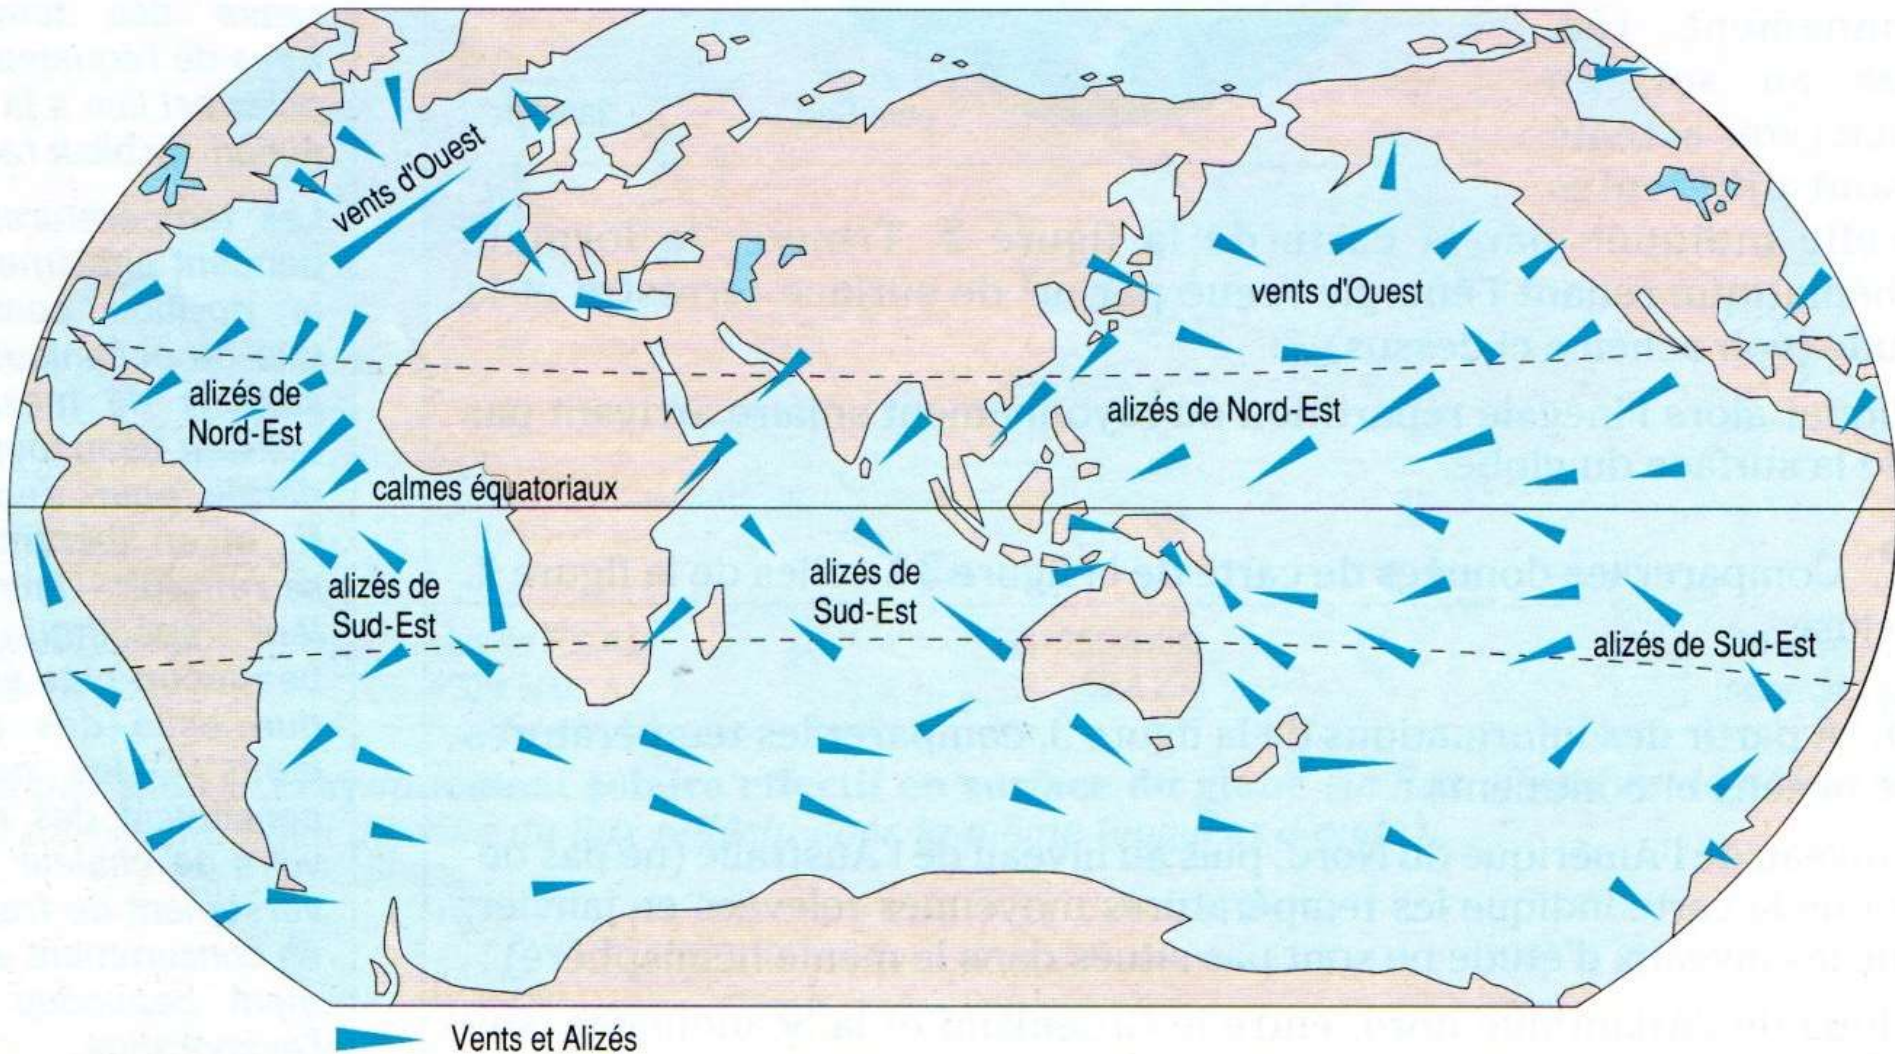 vents d'Ouest
vents d'Ouest
alizés de
Nord-Est
alizés de Nord-Est
calmes équatoriaux
alizés de
Sud-Est
alizés de
Sud-Est
alizés de Sud-Est
Vents et Alizés